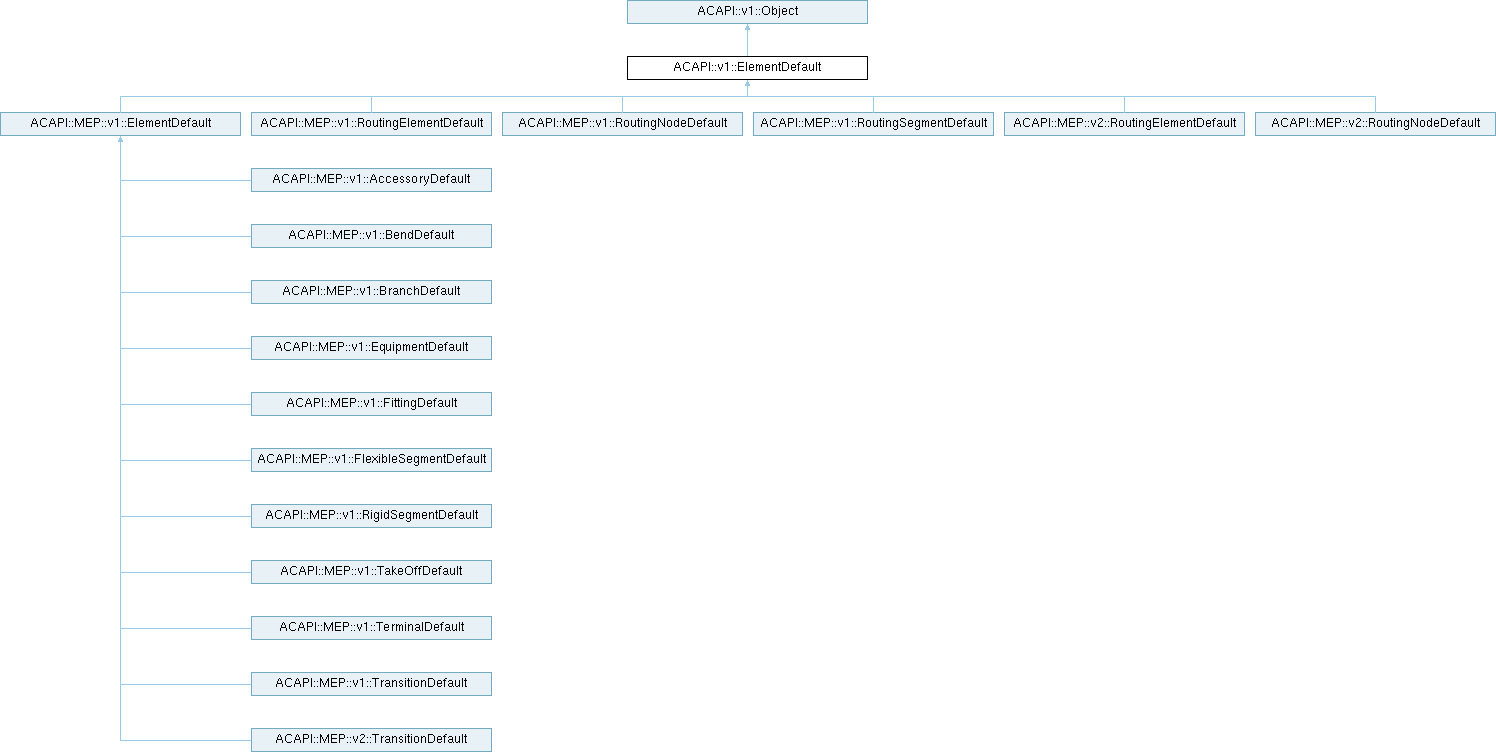 ACAPI::v1::Object
ACAPI::v1::ElementDefault
ACAPI::MEP::v1::ElementDefault
ACAPI::MEP::v1::RoutingElementDefault
ACAPI::MEP::v1::RoutingNodeDefault
ACAPI::MEP::v1::RoutingSegmentDefault
ACAPI::MEP::v2::RoutingElementDefault
ACAPI::MEP::v2::RoutingNodeDefault
ACAPI::MEP::v1::AccessoryDefault
ACAPI::MEP::v1::BendDefault
ACAPI::MEP::v1::BranchDefault
ACAPI::MEP::v1::EquipmentDefault
ACAPI::MEP::v1::FittingDefault
ACAPI::MEP::v1::FlexibleSegmentDefault
ACAPI::MEP::v1::RigidSegmentDefault
ACAPI::MEP::v1::TakeOffDefault
ACAPI::MEP::v1::TerminalDefault
ACAPI::MEP::v1::TransitionDefault
ACAPI::MEP::v2::TransitionDefault